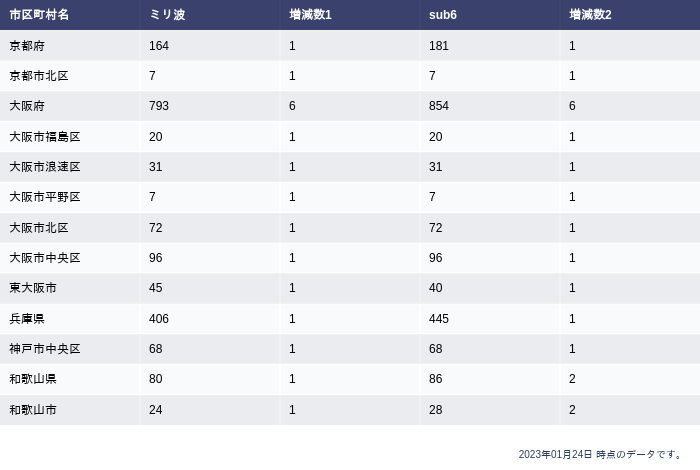 市区町村名 ミリ波 増減数1 sub6 増減数2
京都府 164 1 181 1
京都市北区 7 1 7 1
大阪府 793 6 854 6
大阪市福島区 20 1 20 1
大阪市浪速区 31 1 31 1
大阪市平野区 7 1 7 1
大阪市北区 72 1 72 1
大阪市中央区 96 1 96 1
東大阪市 45 1 40 1
兵庫県 406 1 445 1
神戸市中央区 68 1 68 1
和歌山県 80 1 86 2
和歌山市 24 1 28 2
2023年01月24日 時点のデータです。